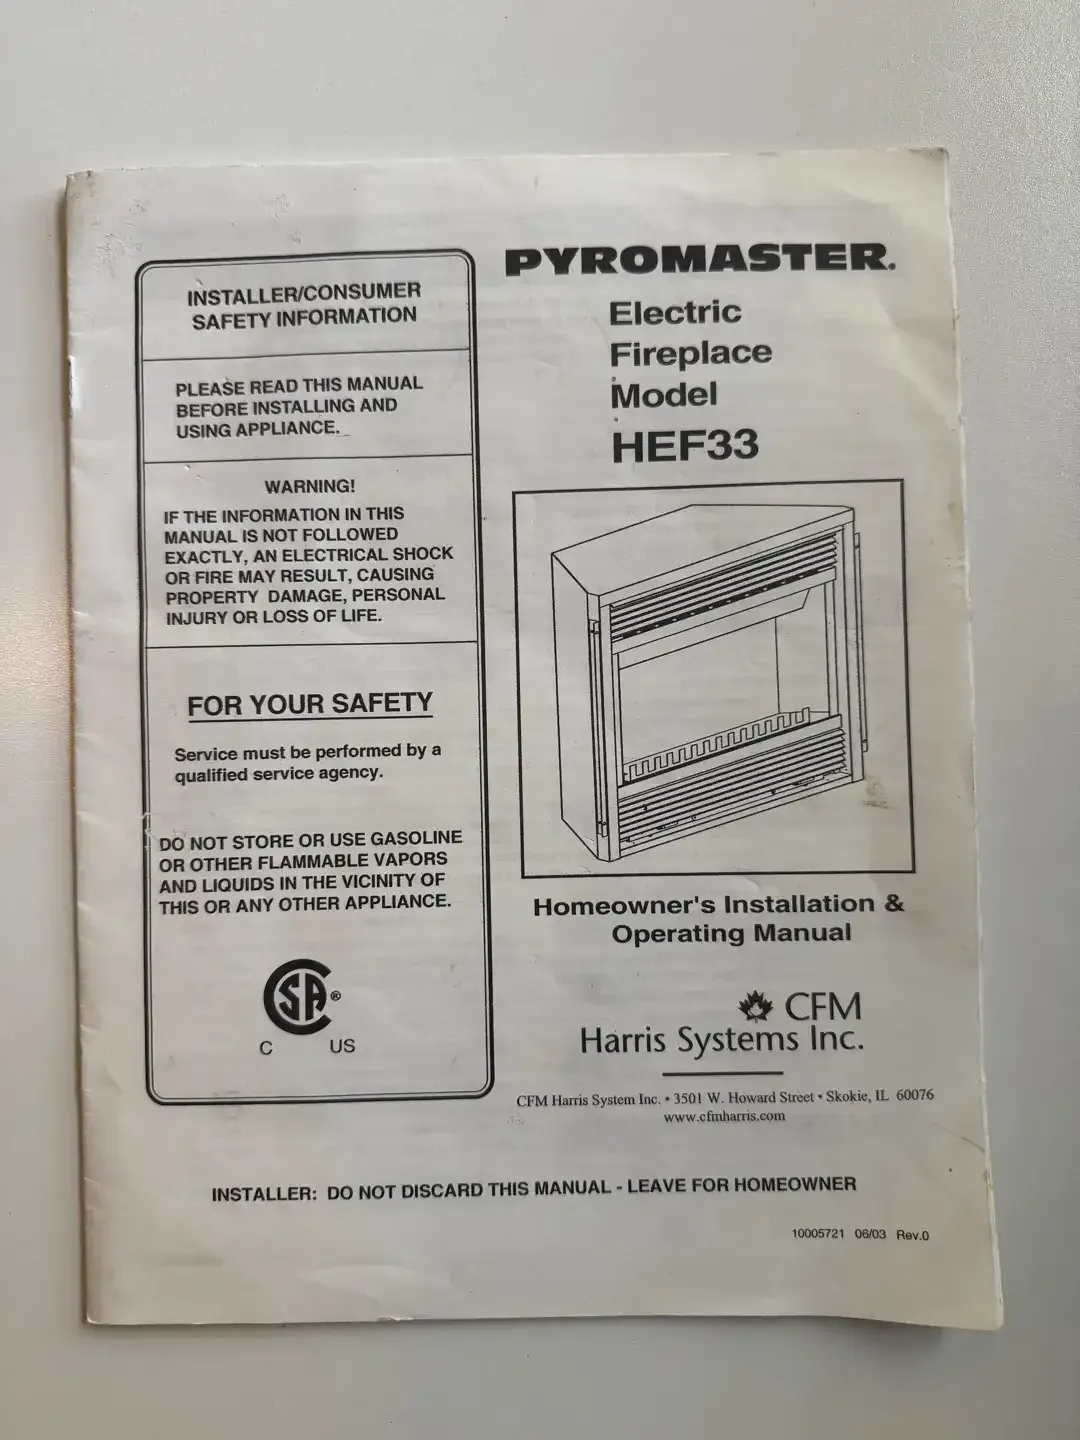 INSTALLER/CONSUMER
SAFETY INFORMATION
PLEASE READ THIS MANUAL
BEFORE INSTALLING AND
USING APPLIANCE.
WARNING!
IF THE INFORMATION IN THIS
MANUAL IS NOT FOLLOWED
EXACTLY, AN ELECTRICAL SHOCK
OR FIRE MAY RESULT, CAUSING
PROPERTY DAMAGE, PERSONAL
INJURY OR LOSS OF LIFE.
FOR YOUR SAFETY
Service must be performed by a
qualified service agency.
DO NOT STORE OR USE GASOLINE
OR OTHER FLAMMABLE VAPORS
AND LIQUIDS IN THE VICINITY OF
THIS OR ANY OTHER APPLIANCE.
CSA®
C US
PYROMASTER.
Electric
Fireplace
Model
HEF33
Homeowner's Installation &
Operating Manual
CFM
Harris Systems Inc.
CFM Harris System Inc. • 3501 W. Howard Street • Skokie, IL 60076
www.cfmharris.com
INSTALLER: DO NOT DISCARD THIS MANUAL - LEAVE FOR HOMEOWNER
10005721 06/03 Rev.0